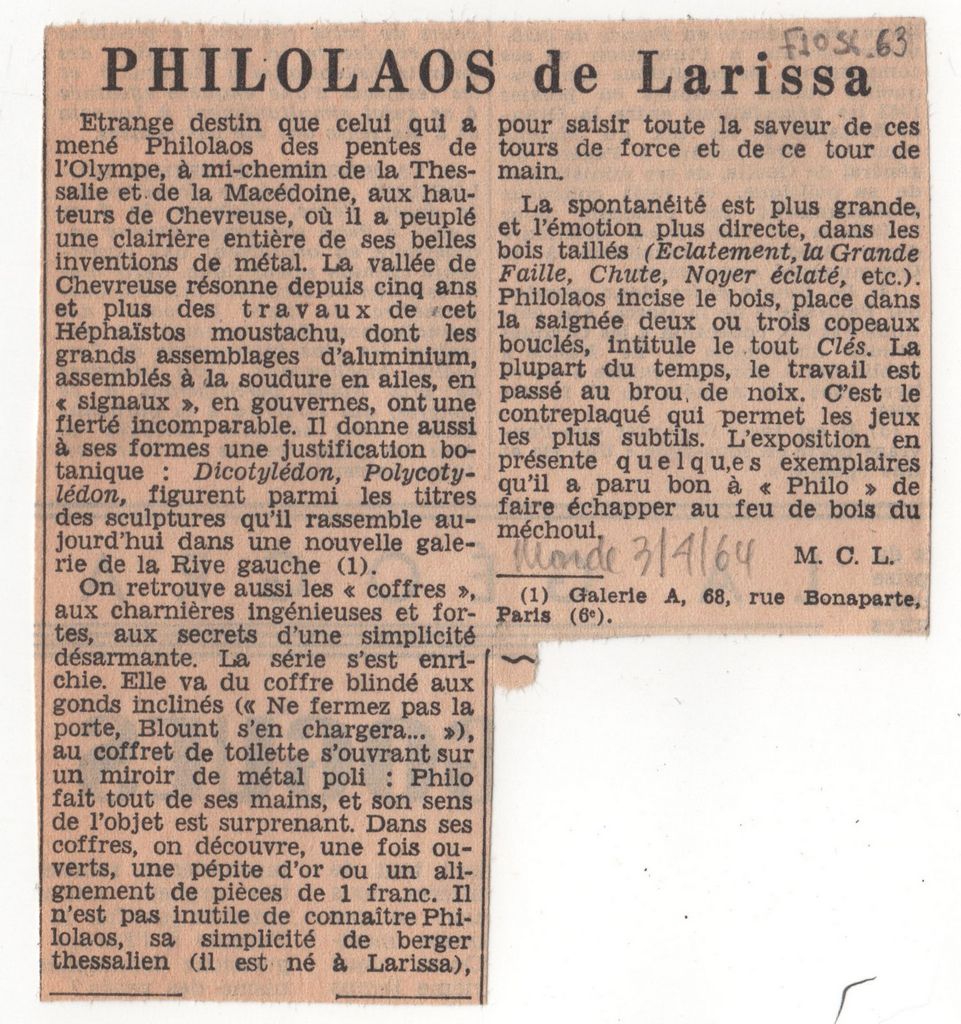 F10 SC.63
PHILOLAOS de Larissa
Etrange destin que celui qui a
mené Philolaos des pentes de
l'Olympe, à mi-chemin de la Thes-
salie et de la Macédoine, aux hau-
teurs de Chevreuse, où il a peuplé
une clairière entière de ses belles
inventions de métal. La vallée de
Chevreuse résonne depuis cinq ans
et plus des travaux de cet
Héphaïstos moustachu, dont les
grands assemblages d'aluminium,
assemblés à la soudure en ailes, en
« signaux », en gouvernes, ont une
fierté incomparable. Il donne aussi
à ses formes une justification bo-
tanique : Dicotylédon, Polycoty-
lédon, figurent parmi les titres
des sculptures qu'il rassemble au-
jourd'hui dans une nouvelle gale-
rie de la Rive gauche (1).
On retrouve aussi les « coffres »,
aux charnières ingénieuses et for-
tes, aux secrets d'une simplicité
désarmante. La série s'est enri-
chie. Elle va du coffre blindé aux
gonds inclinés (« Ne fermez pas la
porte, Blount s'en chargera... »),
au coffret de toilette s'ouvrant sur
un miroir de métal poli : Philo
fait tout de ses mains, et son sens
de l'objet est surprenant. Dans ses
coffres, on découvre, une fois ou-
verts, une pépite d'or ou un ali-
gnement de pièces de 1 franc. Il
n'est pas inutile de connaître Phi-
lolaos, sa simplicité de berger
thessalien (il est né à Larissa),
pour saisir toute la saveur de ces
tours de force et de ce tour de
main.
La spontanéité est plus grande,
et l'émotion plus directe, dans les
bois taillés (Eclatement, la Grande
Faille, Chute, Noyer éclaté, etc.).
Philolaos incise le bois, place dans
la saignée deux ou trois copeaux
bouclés, intitule le tout Clés. La
plupart du temps, le travail est
passé au brou de noix. C'est le
contreplaqué qui permet les jeux
les plus subtils. L'exposition en
présente quelqu,es exemplaires
qu'il a paru bon à « Philo » de
faire échapper au feu de bois du
méchoui.
Monde 3/4/64
M. C. L.
(1) Galerie A, 68, rue Bonaparte,
Paris (6e).